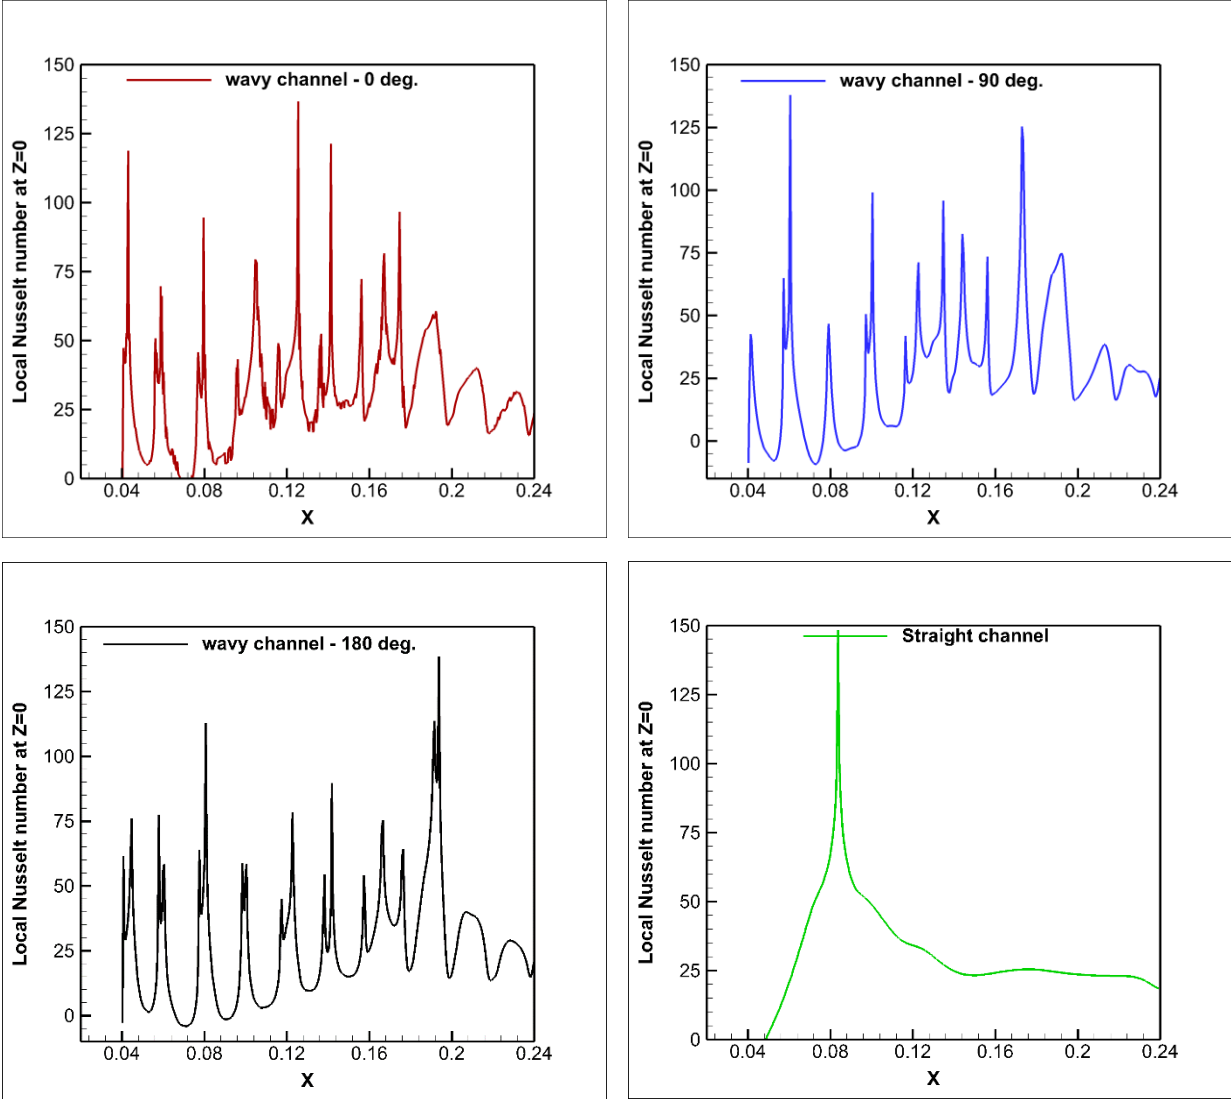 150
125
100
75
50
25
0
0.04 0.08 0.12 0.16 0.2 0.24
X
Local Nusselt number at Z=0
wavy channel - 0 deg.
150
125
100
75
50
25
0
0.04 0.08 0.12 0.16 0.2 0.24
X
Local Nusselt number at Z=0
wavy channel - 90 deg.
150
125
100
75
50
25
0
0.04 0.08 0.12 0.16 0.2 0.24
X
Local Nusselt number at Z=0
wavy channel - 180 deg.
150
125
100
75
50
25
0
0.04 0.08 0.12 0.16 0.2 0.24
X
Local Nusselt number at Z=0
Straight channel